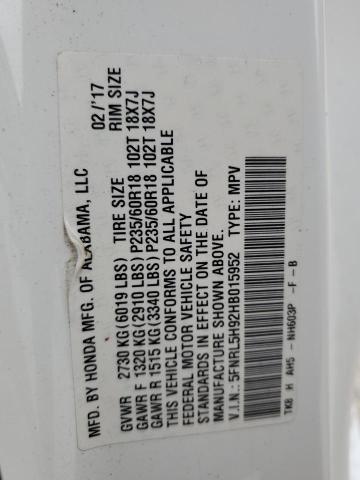 MFD. BY HONDA MFG. OF ALABAMA, LLC 02/'17
TIRE SIZE RIM SIZE
GVWR 2730 KG(6019 LBS)
GAWR F 1320 KG(2910 LBS) P235/60R18 102T 18X7J
GAWR R 1515 KG(3340 LBS) P235/60R18 102T 18X7J
THIS VEHICLE CONFORMS TO ALL APPLICABLE
FEDERAL MOTOR VEHICLE SAFETY
STANDARDS IN EFFECT ON THE DATE OF
MANUFACTURE SHOWN ABOVE.
V.I.N.: 5FNRL5H92HB015952 TYPE: MPV
TK8 H AH5 - NH603P -F -B